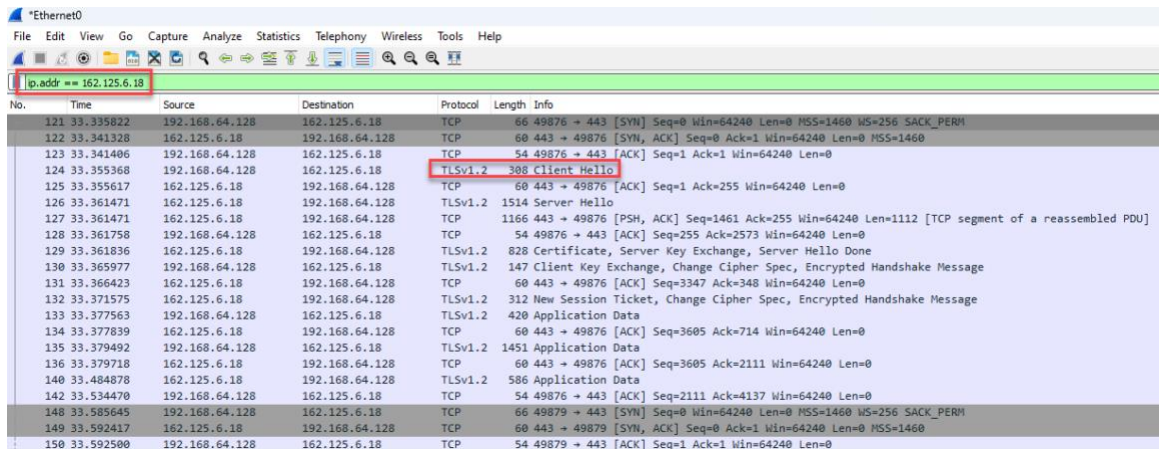 *Ethernet0
File Edit View Go Capture Analyze Statistics Telephony Wireless Tools Help
ip.addr == 162.125.6.18
No. Time Source Destination Protocol Length Info
121 33.335822 192.168.64.128 162.125.6.18 TCP 66 49876 → 443 [SYN] Seq=0 Win=64240 Len=0 MSS=1460 WS=256 SACK_PERM
122 33.341328 162.125.6.18 192.168.64.128 TCP 60 443 → 49876 [SYN, ACK] Seq=0 Ack=1 Win=64240 Len=0 MSS=1460
123 33.341406 192.168.64.128 162.125.6.18 TCP 54 49876 → 443 [ACK] Seq=1 Ack=1 Win=64240 Len=0
124 33.355368 192.168.64.128 162.125.6.18 TLSv1.2 308 Client Hello
125 33.355617 162.125.6.18 192.168.64.128 TCP 60 443 → 49876 [ACK] Seq=1 Ack=255 Win=64240 Len=0
126 33.361471 162.125.6.18 192.168.64.128 TLSv1.2 1514 Server Hello
127 33.361471 162.125.6.18 192.168.64.128 TCP 1166 443 → 49876 [PSH, ACK] Seq=1461 Ack=255 Win=64240 Len=1112 [TCP segment of a reassembled PDU]
128 33.361758 192.168.64.128 162.125.6.18 TCP 54 49876 → 443 [ACK] Seq=255 Ack=2573 Win=64240 Len=0
129 33.361836 162.125.6.18 192.168.64.128 TLSv1.2 828 Certificate, Server Key Exchange, Server Hello Done
130 33.365977 192.168.64.128 162.125.6.18 TLSv1.2 147 Client Key Exchange, Change Cipher Spec, Encrypted Handshake Message
131 33.366423 162.125.6.18 192.168.64.128 TCP 60 443 → 49876 [ACK] Seq=3347 Ack=348 Win=64240 Len=0
132 33.371575 162.125.6.18 192.168.64.128 TLSv1.2 312 New Session Ticket, Change Cipher Spec, Encrypted Handshake Message
133 33.377563 192.168.64.128 162.125.6.18 TLSv1.2 420 Application Data
134 33.377839 162.125.6.18 192.168.64.128 TCP 60 443 → 49876 [ACK] Seq=3605 Ack=714 Win=64240 Len=0
135 33.379492 192.168.64.128 162.125.6.18 TLSv1.2 1451 Application Data
136 33.379718 162.125.6.18 192.168.64.128 TCP 60 443 → 49876 [ACK] Seq=3605 Ack=2111 Win=64240 Len=0
140 33.484878 162.125.6.18 192.168.64.128 TLSv1.2 586 Application Data
142 33.534470 192.168.64.128 162.125.6.18 TCP 54 49876 → 443 [ACK] Seq=2111 Ack=4137 Win=64240 Len=0
148 33.585645 192.168.64.128 162.125.6.18 TCP 66 49879 → 443 [SYN] Seq=0 Win=64240 Len=0 MSS=1460 WS=256 SACK_PERM
149 33.592417 162.125.6.18 192.168.64.128 TCP 60 443 → 49879 [SYN, ACK] Seq=0 Ack=1 Win=64240 Len=0 MSS=1460
150 33.592500 192.168.64.128 162.125.6.18 TCP 54 49879 → 443 [ACK] Seq=1 Ack=1 Win=64240 Len=0